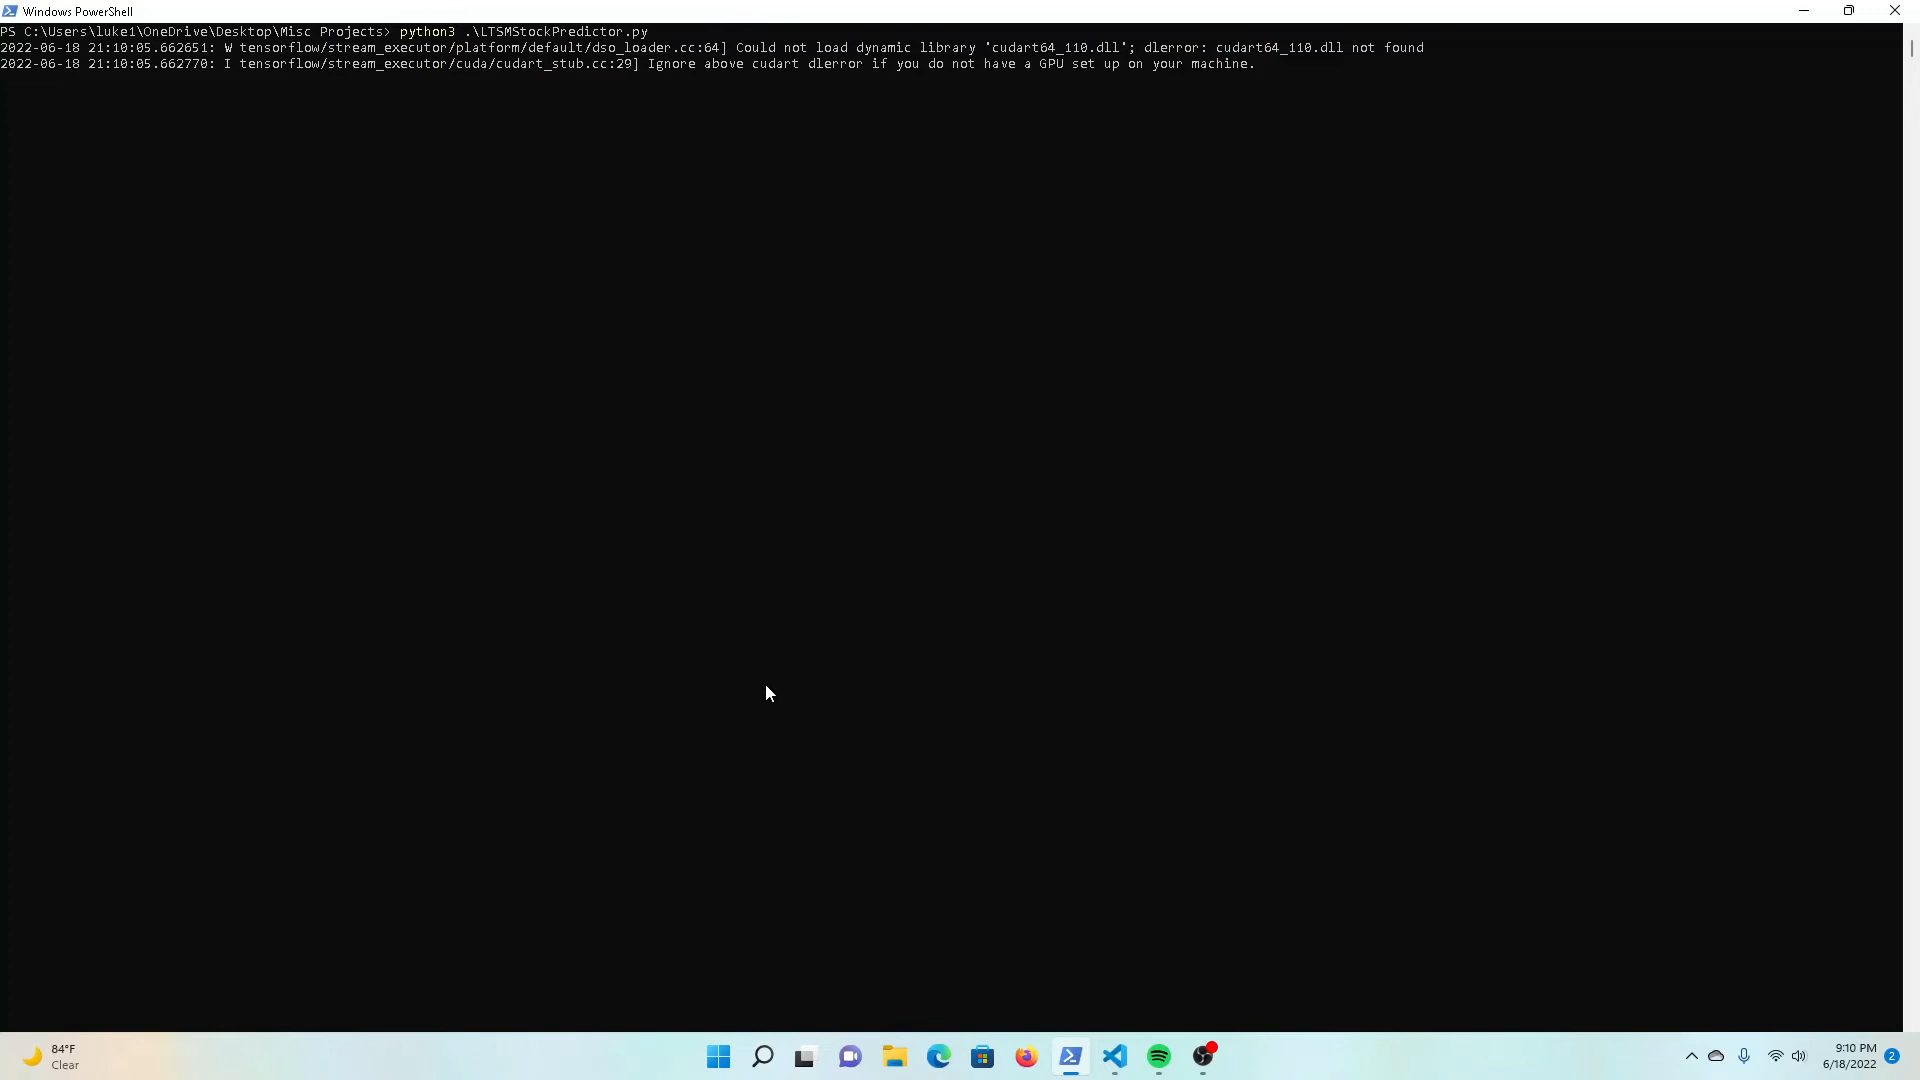 Windows PowerShell
PS C:\Users\luke1\OneDrive\Desktop\Misc Projects> python3 .\LTSMStockPredictor.py
2022-06-18 21:10:05.662651: W tensorflow/stream_executor/platform/default/dso_loader.cc:64] Could not load dynamic library 'cudart64_110.dll'; dlerror: cudart64_110.dll not found
2022-06-18 21:10:05.662770: I tensorflow/stream_executor/cuda/cudart_stub.cc:29] Ignore above cudart dlerror if you do not have a GPU set up on your machine.
84°F
Clear
9:10 PM
6/18/2022
2